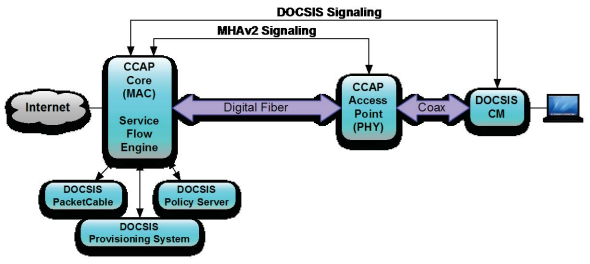 DOCSIS Signaling
MHAv2 Signaling
Internet
CCAP
Core
(MAC)
Service
Flow
Engine
Digital Fiber
CCAP
Access
Point
(PHY)
Coax
DOCSIS
CM
DOCSIS
PacketCable
DOCSIS
Policy Server
DOCSIS
Provisioning System